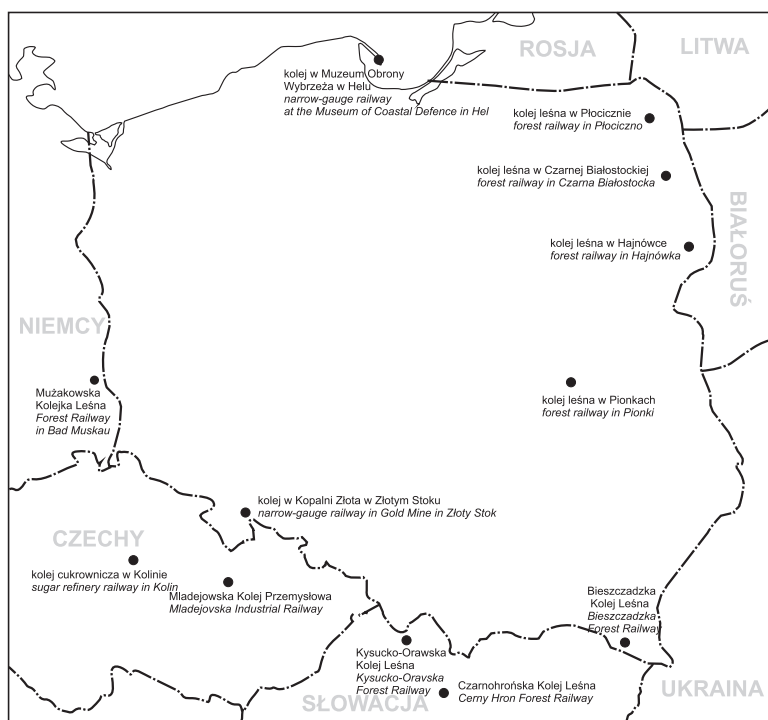 ROSJA
LITWA
kolej w Muzeum Obrony
Wybrzeża w Helu
narrow-gauge railway
at the Museum of Coastal Defence in Hel
kolej leśna w Płocicznie
forest railway in Płociczno
kolej leśna w Czarnej Białostockiej
forest railway in Czarna Białostocka
BIAŁORUŚ
kolej leśna w Hajnówce
forest railway in Hajnówka
NIEMCY
Mużakowska
Kolejka Leśna
Forest Railway
in Bad Muskau
kolej leśna w Pionkach
forest railway in Pionki
kolej w Kopalni Złota w Złotym Stoku
narrow-gauge railway in Gold Mine in Złoty Stok
CZECHY
kolej cukrownicza w Kolinie
sugar refinery railway in Kolin
Mladejowska Kolej Przemysłowa
Mladejovska Industrial Railway
Bieszczadzka
Kolej Leśna
Bieszczadzka
Forest Railway
Kysucko-Orawska
Kolej Leśna
Kysucko-Oravska
Forest Railway
SŁOWACJA
Czarnohrońska Kolej Leśna
Cerny Hron Forest Railway
UKRAINA